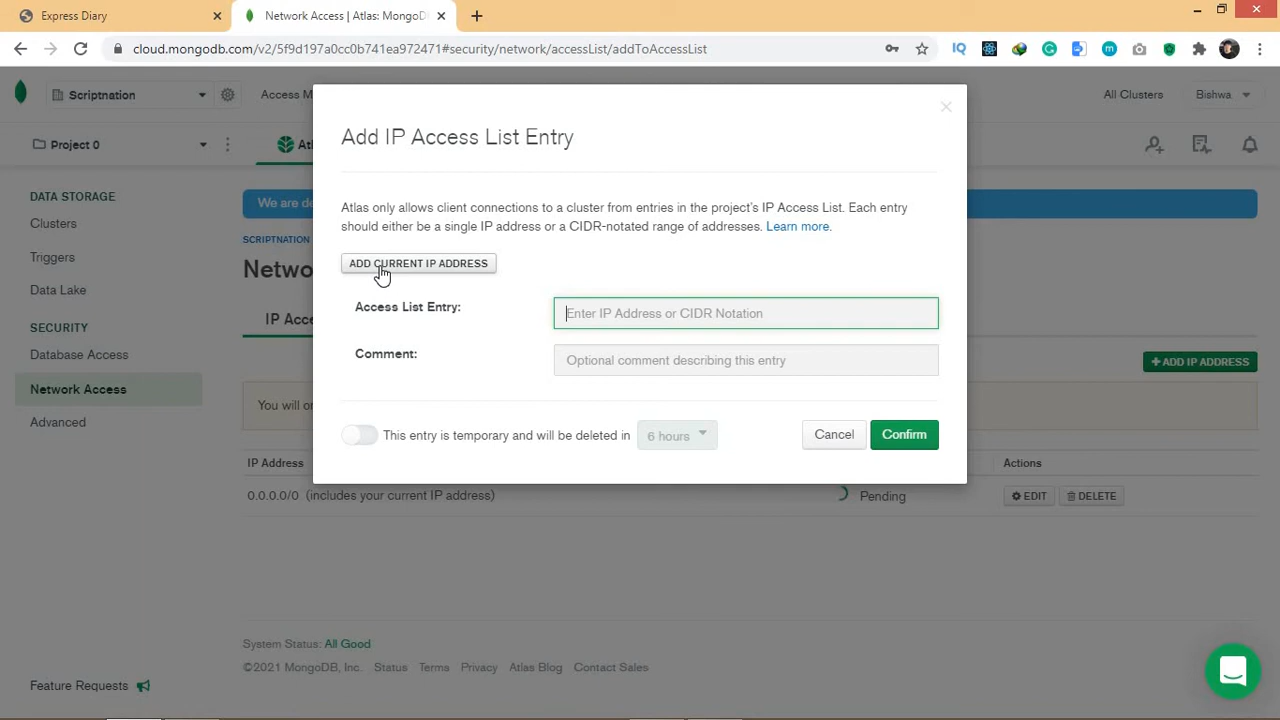 Express Diary
Network Access | Atlas: MongoD
cloud.mongodb.com/v2/5f9d197a0cc0b741ea972471#security/network/accessList/addToAccessList
Scriptnation
Access M
All Clusters
Bishwa
Project 0
Atl
DATA STORAGE
Clusters
Triggers
Data Lake
SECURITY
Database Access
Network Access
Advanced
Feature Requests
We are de
SCRIPTNATION
Netwo
IP Acce
+ ADD IP ADDRESS
You will on
Add IP Access List Entry
Atlas only allows client connections to a cluster from entries in the project's IP Access List. Each entry
should either be a single IP address or a CIDR-notated range of addresses. Learn more.
ADD CURRENT IP ADDRESS
Access List Entry:
Enter IP Address or CIDR Notation
Comment:
Optional comment describing this entry
This entry is temporary and will be deleted in 6 hours
Cancel
Confirm
IP Address
Actions
0.0.0.0/0 (includes your current IP address)
Pending
EDIT
DELETE
System Status: All Good
©2021 MongoDB, Inc. Status Terms Privacy Atlas Blog Contact Sales